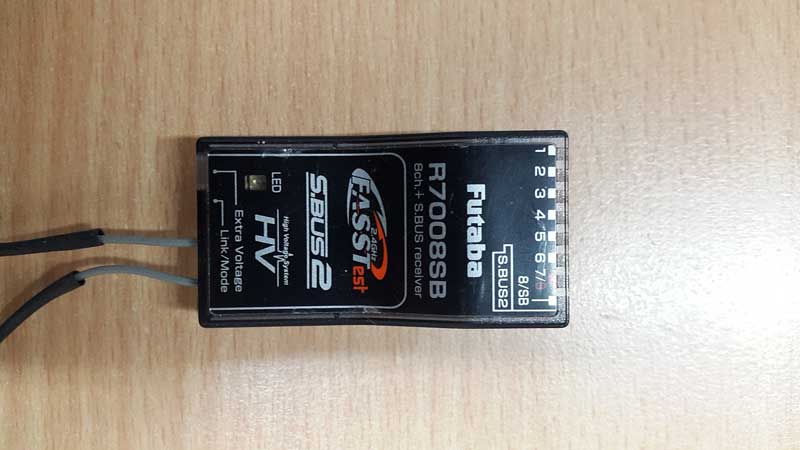 1 2 3 4 5 6 7/B
8/SB
S.BUS2
Futaba
R7008SB
8ch.+ S.BUS receiver
2.4GHz
FASSTest
S.BUS2
High Voltage System
HV
LED
Extra Voltage
Link/Mode